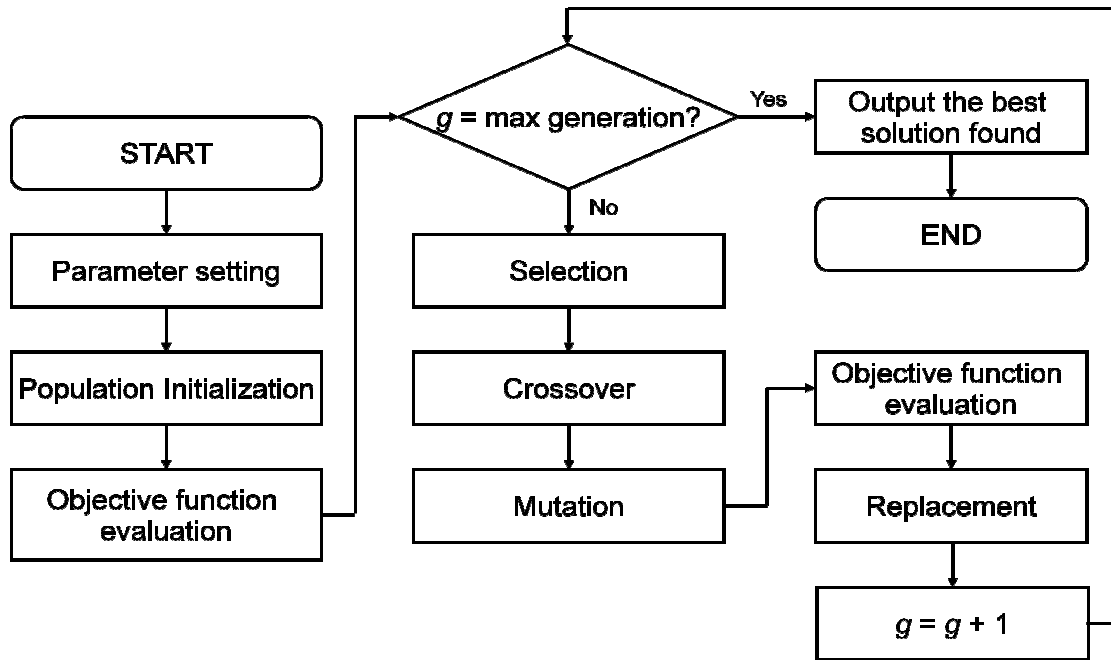 START
Parameter setting
Population Initialization
Objective function
evaluation
g = max generation?
Yes
No
Selection
Crossover
Mutation
Output the best
solution found
END
Objective function
evaluation
Replacement
g = g + 1